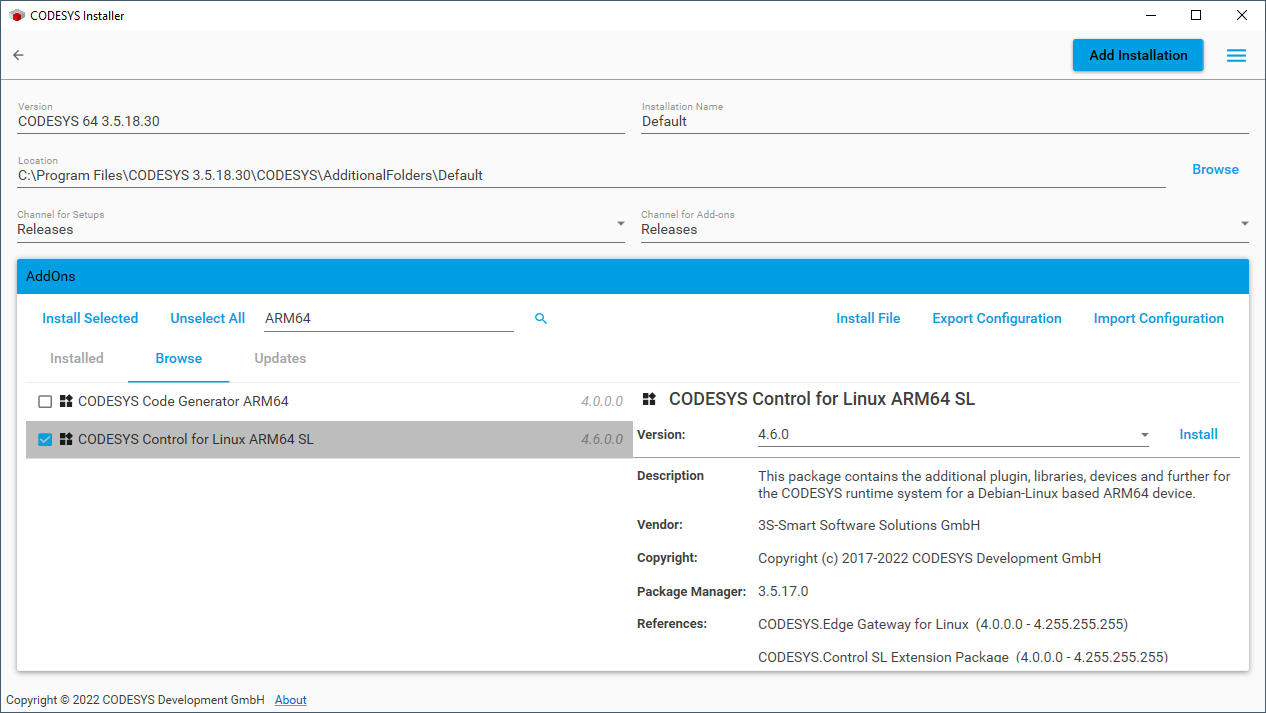 CODESYS Installer
Add Installation
Version
CODESYS 64 3.5.18.30
Installation Name
Default
Location
C:\Program Files\CODESYS 3.5.18.30\CODESYS\AdditionalFolders\Default
Browse
Channel for Setups
Releases
Channel for Add-ons
Releases
AddOns
Install Selected
Unselect All
ARM64
Install File
Export Configuration
Import Configuration
Installed
Browse
Updates
CODESYS Code Generator ARM64 4.0.0.0
CODESYS Control for Linux ARM64 SL 4.6.0.0
CODESYS Control for Linux ARM64 SL
Version: 4.6.0 Install
Description This package contains the additional plugin, libraries, devices and further for
the CODESYS runtime system for a Debian-Linux based ARM64 device.
Vendor: 3S-Smart Software Solutions GmbH
Copyright: Copyright (c) 2017-2022 CODESYS Development GmbH
Package Manager: 3.5.17.0
References: CODESYS.Edge Gateway for Linux (4.0.0.0 - 4.255.255.255)
CODESYS.Control SL Extension Package (4.0.0.0 - 4.255.255.255)
Copyright © 2022 CODESYS Development GmbH About